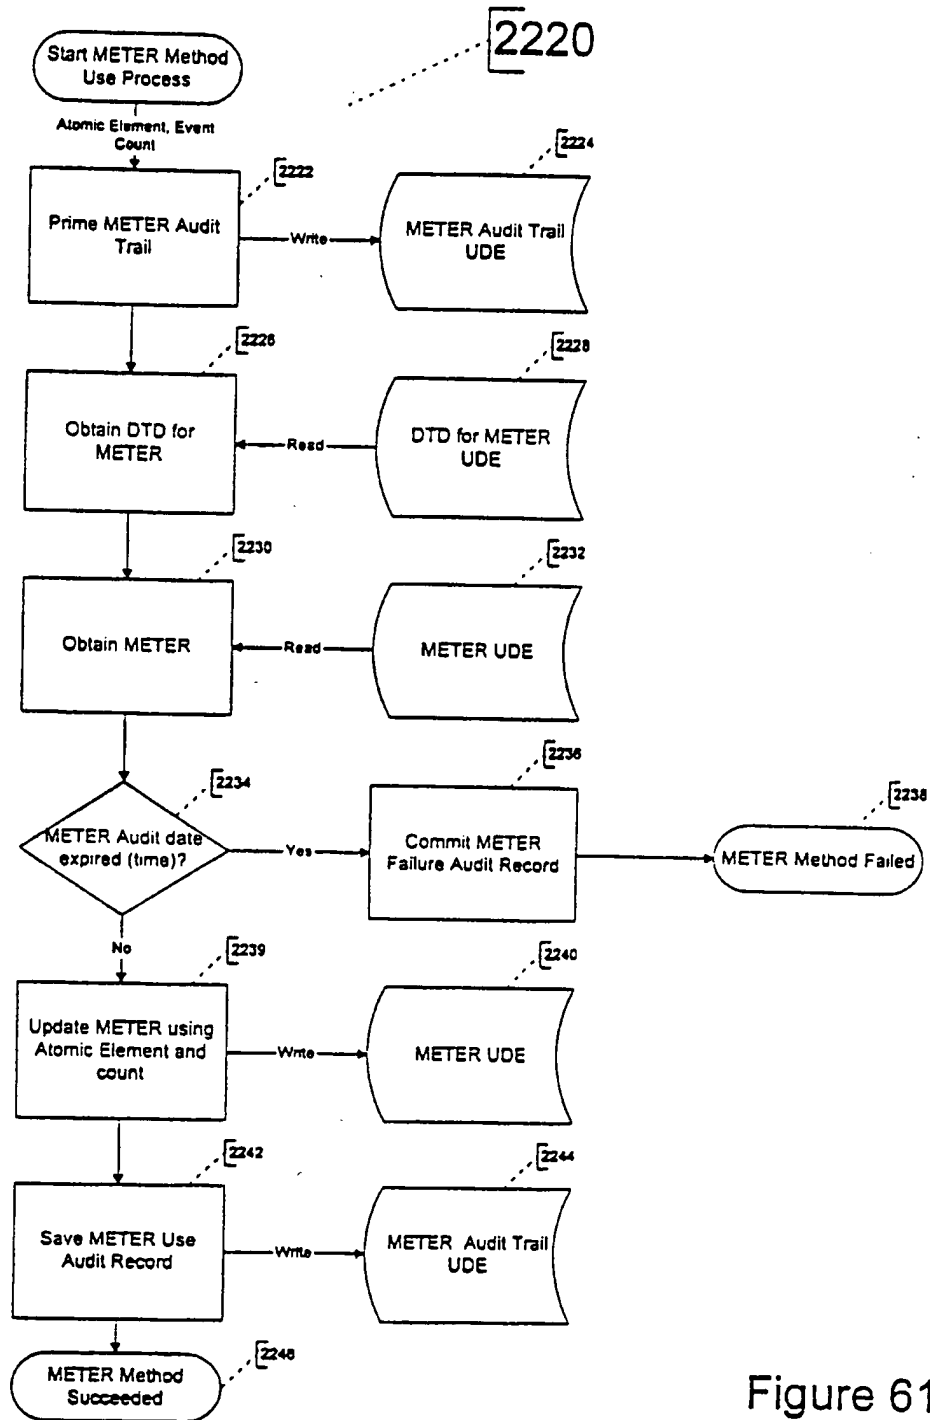 2220
Start METER Method
Use Process
Atomic Element, Event
Count
2222
2224
Prime METER Audit
Trail
Write
METER Audit Trail
UDE
2226
2228
Obtain DTD for
METER
Read
DTD for METER
UDE
2230
2232
Obtain METER
Read
METER UDE
2234
2236
2238
METER Audit date
expired (time)?
Yes
Commit METER
Failure Audit Record
METER Method Failed
No
2239
2240
Update METER using
Atomic Element and
count
Write
METER UDE
2242
2244
Save METER Use
Audit Record
Write
METER Audit Trail
UDE
2246
METER Method
Succeeded
Figure 61